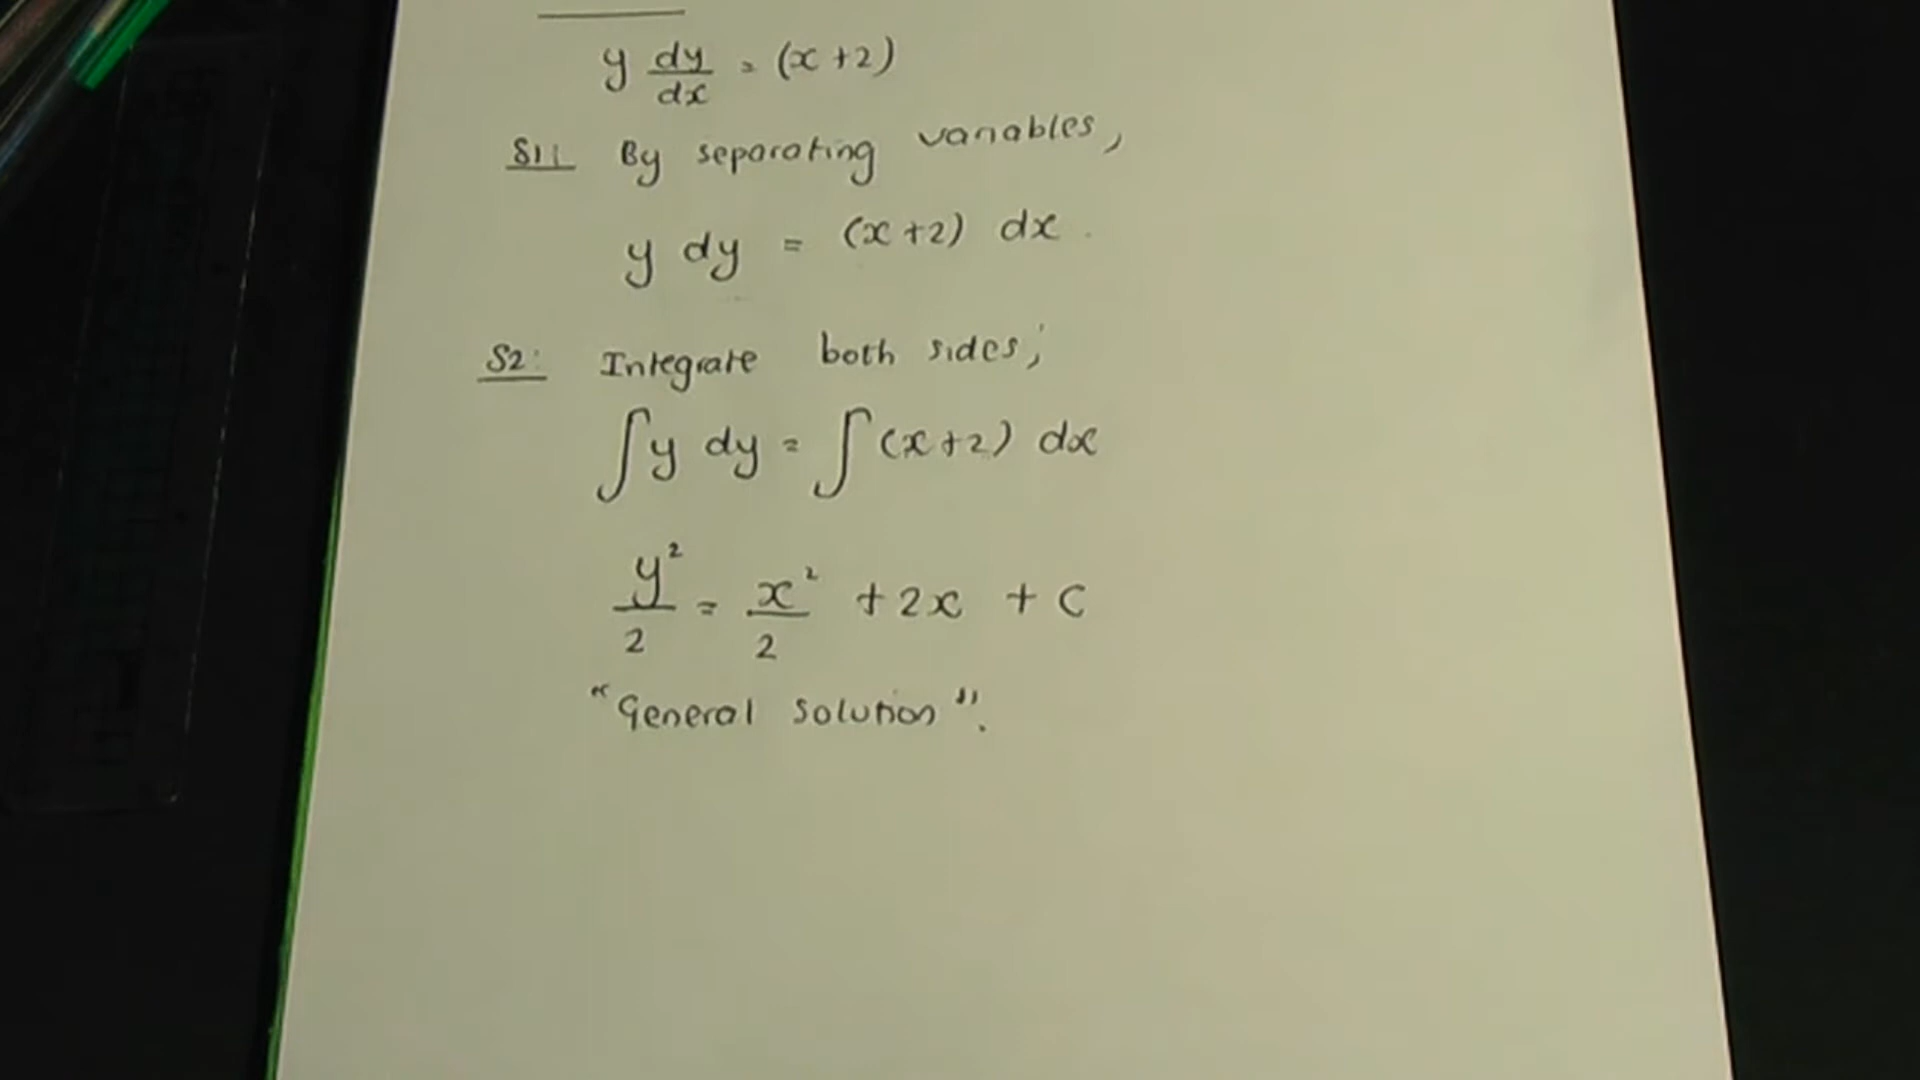 y dy/dx = (x+2)
S1: By separating variables,
y dy = (x+2) dx.
S2: Integrate both sides;
∫y dy = ∫(x+2) dx
y²/2 = x²/2 + 2x + C
"General Solution".